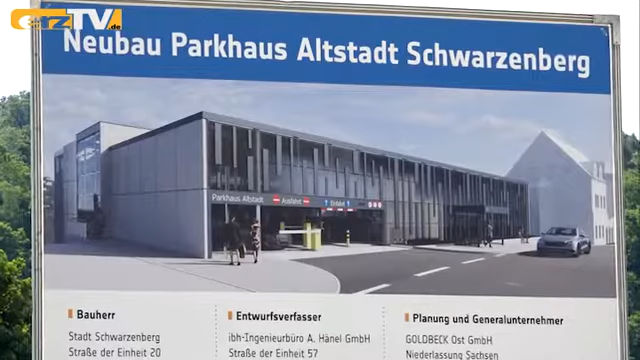 erzTV.de
Neubau Parkhaus Altstadt Schwarzenberg
Parkhaus Altstadt
Ausfahrt
Einfahrt
Bauherr
Stadt Schwarzenberg
Straße der Einheit 20
Entwurfsverfasser
ibh-Ingenieurbüro A. Hänel GmbH
Straße der Einheit 57
Planung und Generalunternehmer
GOLDBECK Ost GmbH
Niederlassung Sachsen